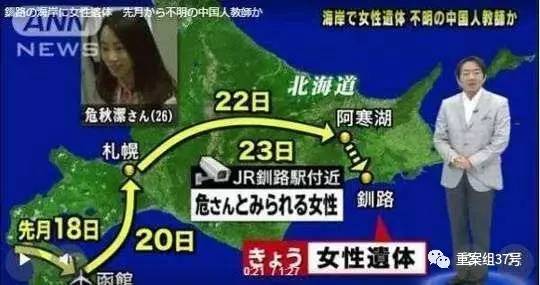 釧路の海岸に女性遺体 先月から不明の中国人教師か
ANN
NEWS
海岸で女性遺体 不明の中国人教師か
危秋潔さん(26)
北海道
22日
阿寒湖
札幌
23日
JR釧路駅付近
危さんとみられる女性
釧路
先月18日
20日
きょう 女性遺体
函館
0:21 / 1:27
重案组37号